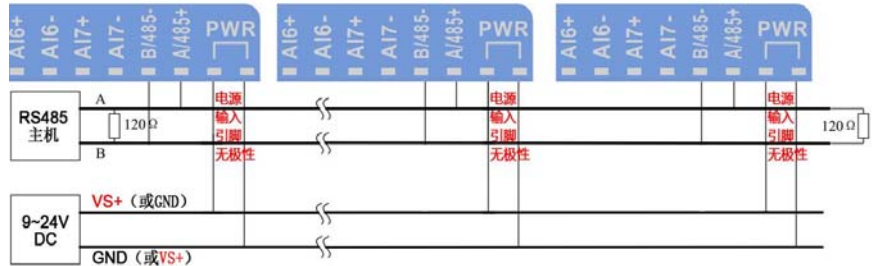 AI6+ AI6- AI7+ AI7- B/485- A/485+ PWR
AI6+ AI6- AI7+ AI7- B/485- A/485+ PWR
AI6+ AI6- AI7+ AI7- B/485- A/485+ PWR
RS485
主机
A
B
120Ω
电源
输入
引脚
无极性
电源
输入
引脚
无极性
电源
输入
引脚
无极性
120Ω
9~24V
DC
VS+（或GND）
GND（或VS+）